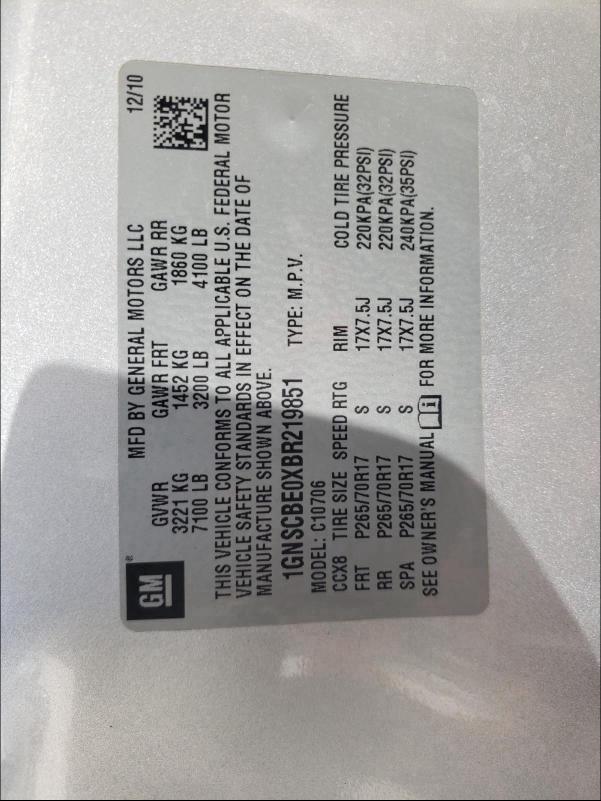 GM®
MFD BY GENERAL MOTORS LLC 12/10
GVWR GAWR FRT GAWR RR
3221 KG 1452 KG 1860 KG
7100 LB 3200 LB 4100 LB
THIS VEHICLE CONFORMS TO ALL APPLICABLE U.S. FEDERAL MOTOR
VEHICLE SAFETY STANDARDS IN EFFECT ON THE DATE OF
MANUFACTURE SHOWN ABOVE.
1GNSCBE0XBR219851 TYPE: M.P.V.
MODEL: C10706
CCX8 TIRE SIZE SPEED RTG RIM COLD TIRE PRESSURE
FRT P265/70R17 S 17X7.5J 220KPA(32PSI)
RR P265/70R17 S 17X7.5J 220KPA(32PSI)
SPA P265/70R17 S 17X7.5J 240KPA(35PSI)
SEE OWNER'S MANUAL i FOR MORE INFORMATION.